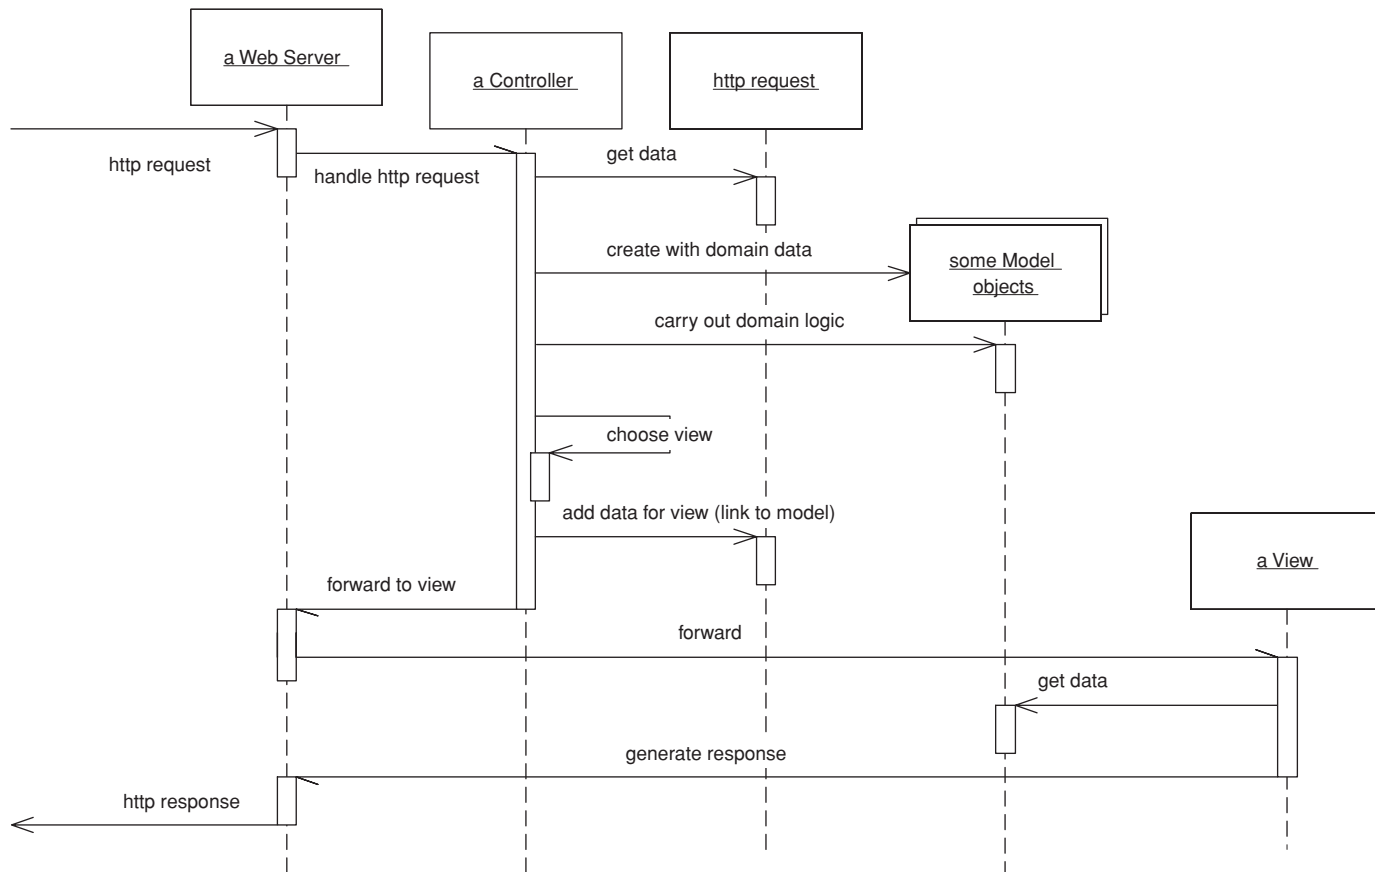 a Web Server
a Controller
http request
http request
handle http request
get data
create with domain data
some Model
objects
carry out domain logic
choose view
add data for view (link to model)
a View
forward to view
forward
get data
generate response
http response